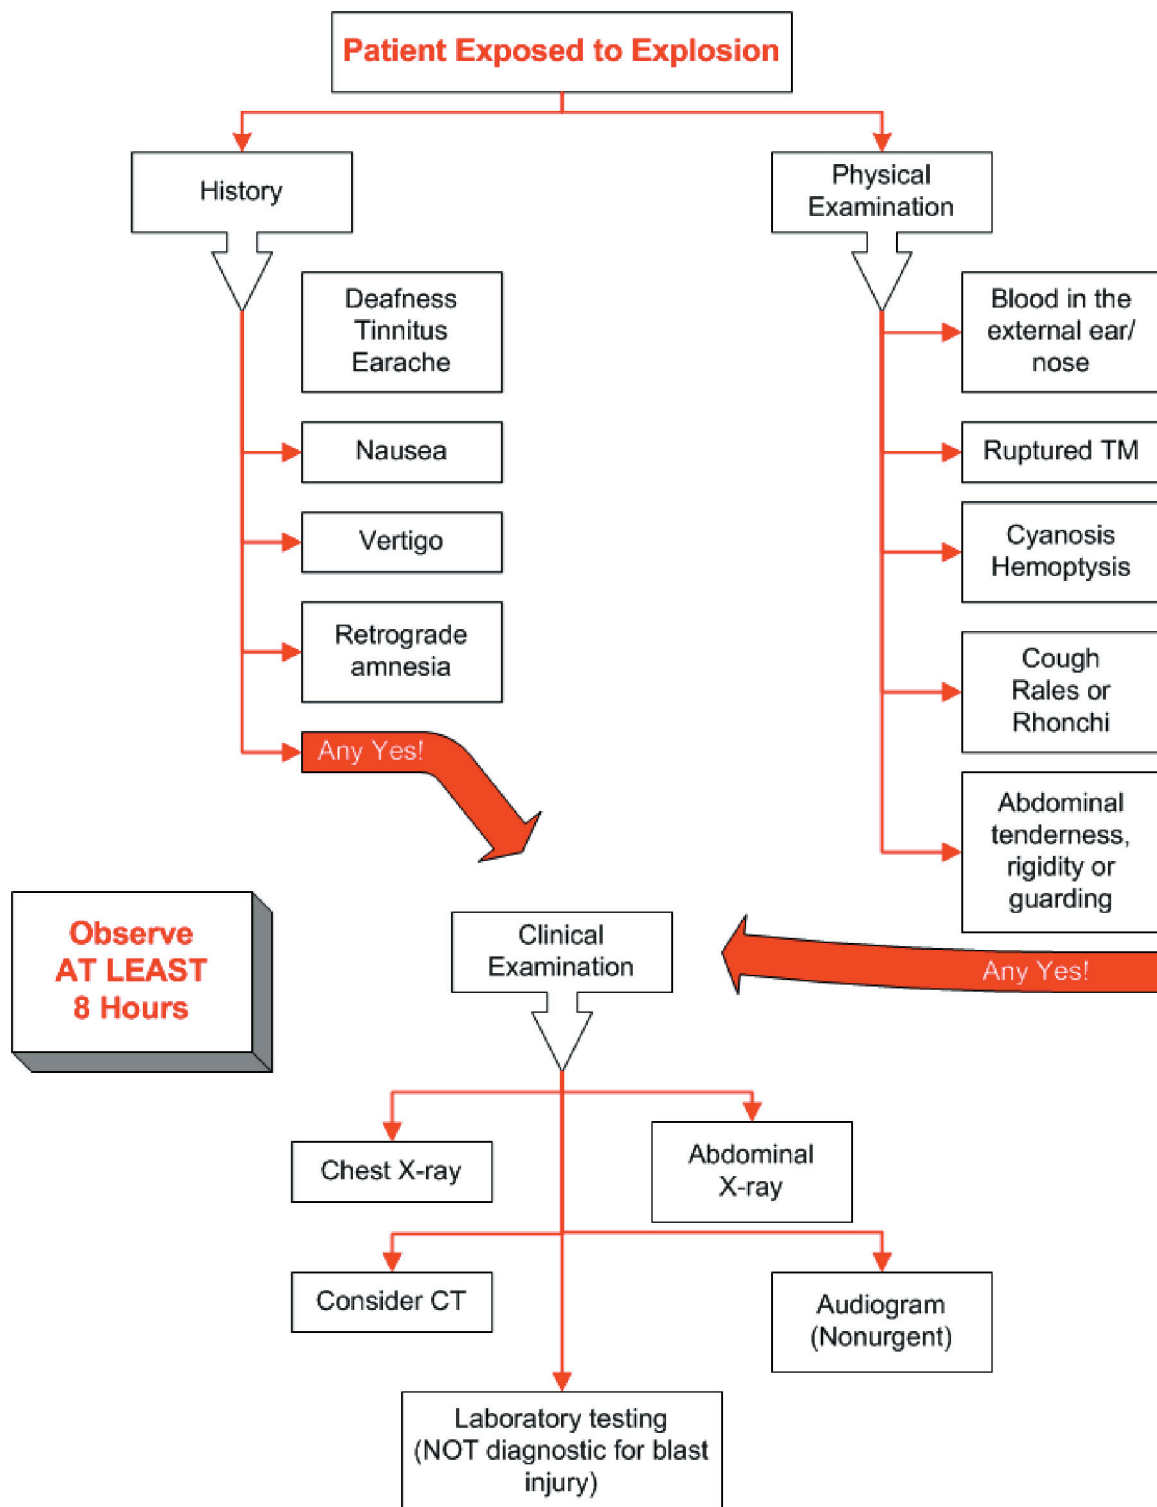 Patient Exposed to Explosion
History
Physical
Examination
Deafness
Tinnitus
Earache
Nausea
Vertigo
Retrograde
amnesia
Any Yes!
Blood in the
external ear/
nose
Ruptured TM
Cyanosis
Hemoptysis
Cough
Rales or
Rhonchi
Abdominal
tenderness,
rigidity or
guarding
Any Yes!
Observe
AT LEAST
8 Hours
Clinical
Examination
Chest X-ray
Abdominal
X-ray
Consider CT
Audiogram
(Nonurgent)
Laboratory testing
(NOT diagnostic for blast
injury)